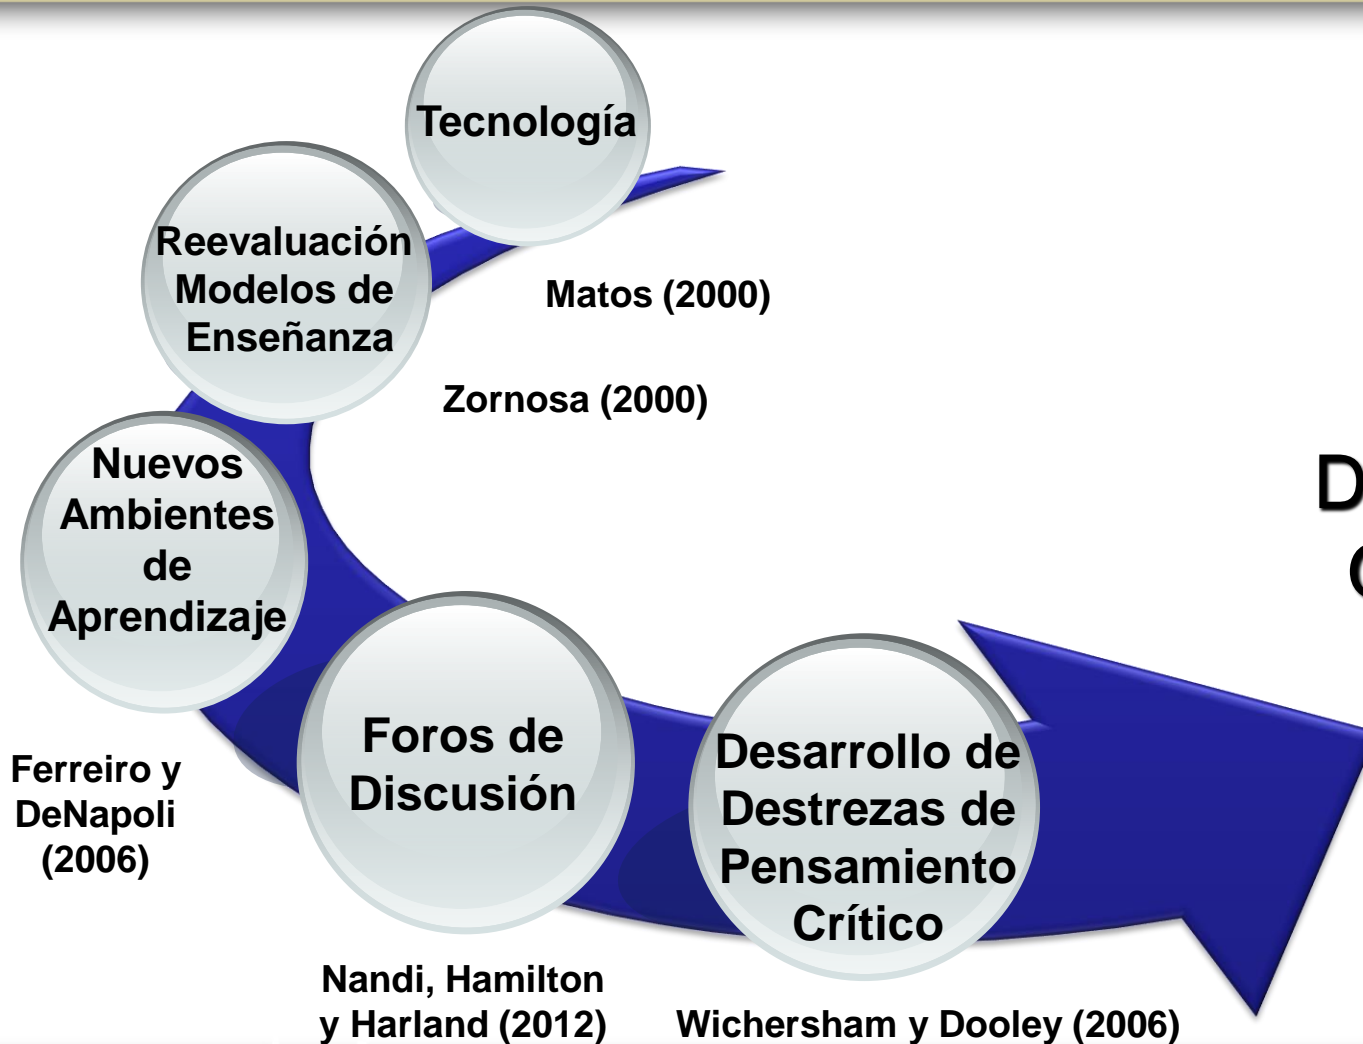 Tecnología
Reevaluación
Modelos de
Enseñanza
Matos (2000)
Zornosa (2000)
Nuevos
Ambientes
de
Aprendizaje
Ferreiro y
DeNapoli
(2006)
Foros de
Discusión
Nandi, Hamilton
y Harland (2012)
Desarrollo de
Destrezas de
Pensamiento
Crítico
Wichersham y Dooley (2006)
D